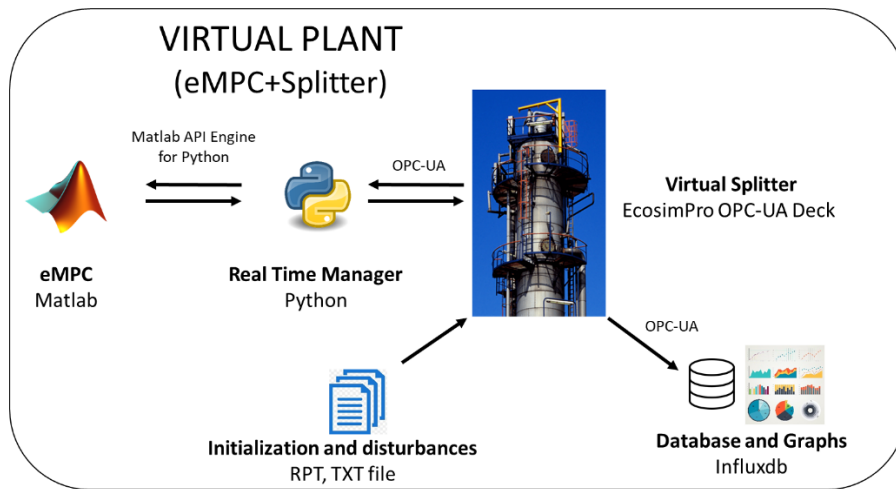 VIRTUAL PLANT
(eMPC+Splitter)
Matlab API Engine
for Python
OPC-UA
eMPC
Matlab
Real Time Manager
Python
Virtual Splitter
EcosimPro OPC-UA Deck
OPC-UA
Initialization and disturbances
RPT, TXT file
Database and Graphs
Influxdb